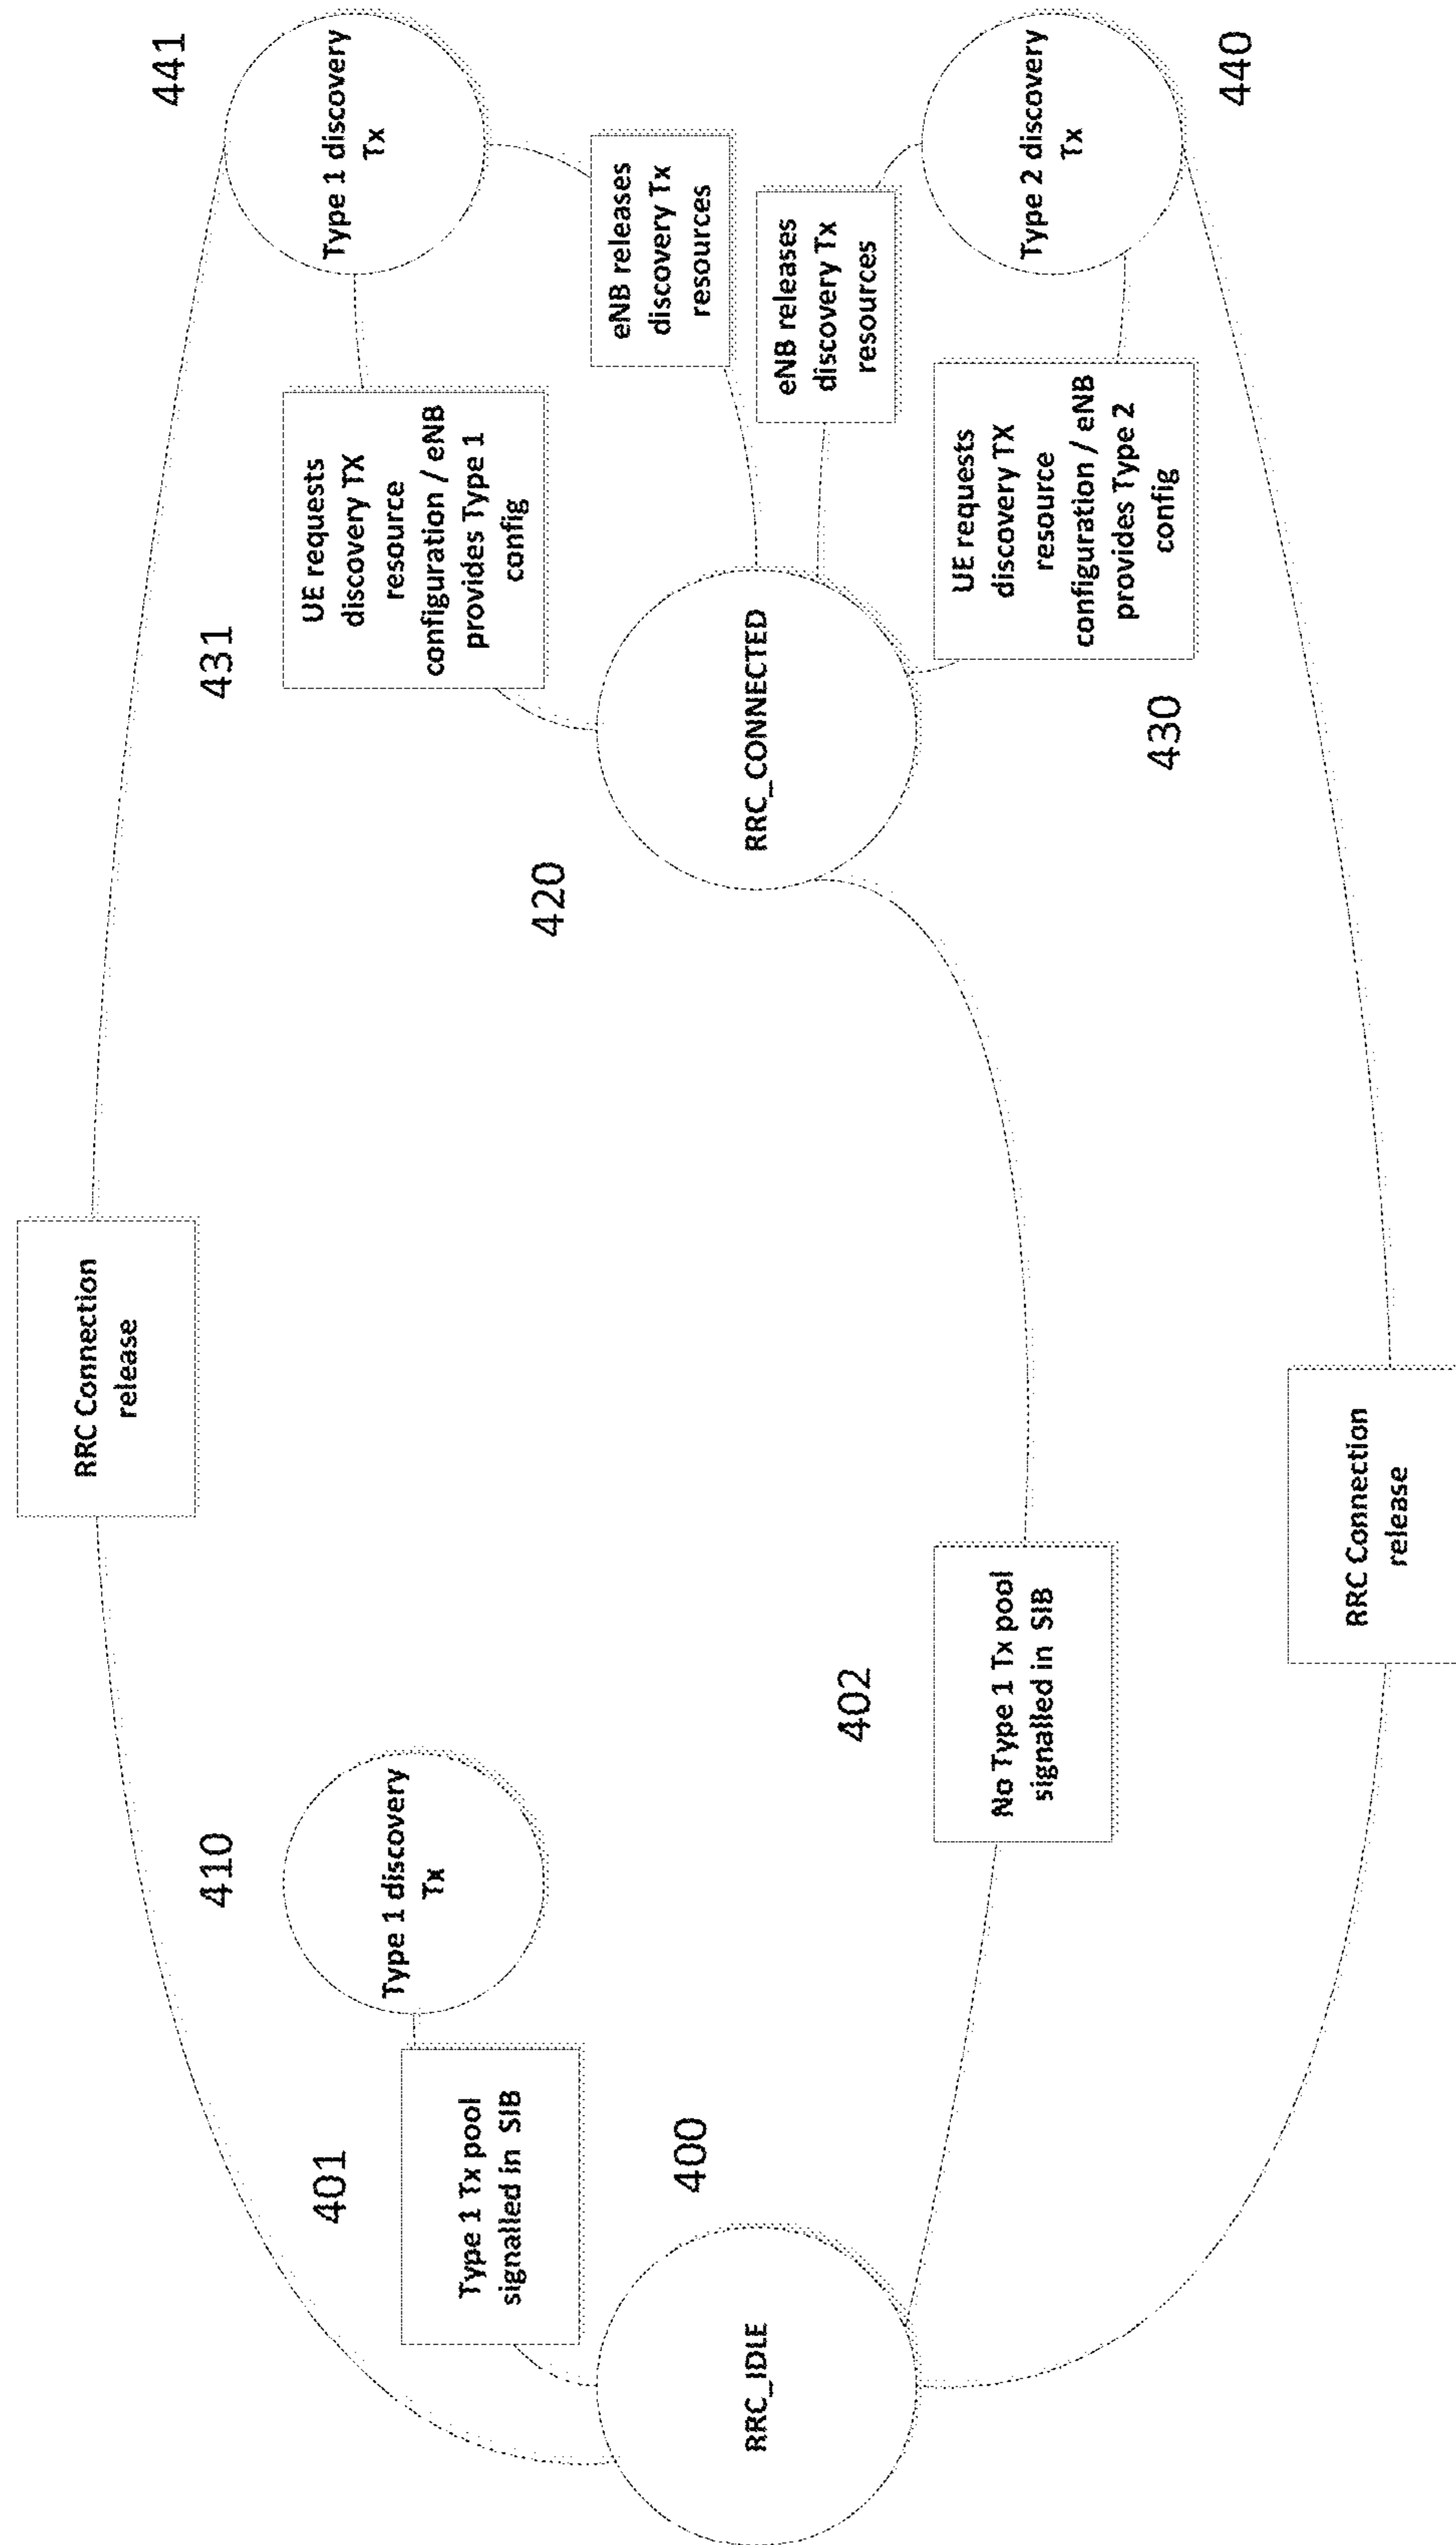 RRC Connection
release
441
Type 1 discovery
Tx
431
UE requests
discovery TX
resource
configuration / eNB
provides Type 1
config
eNB releases
discovery Tx
resources
410
Type 1 discovery
Tx
401
Type 1 Tx pool
signalled in SIB
400
RRC_IDLE
420
RRC_CONNECTED
eNB releases
discovery Tx
resources
402
No Type 1 Tx pool
signalled in SIB
430
UE requests
discovery TX
resource
configuration / eNB
provides Type 2
config
Type 2 discovery
Tx
440
RRC Connection
release